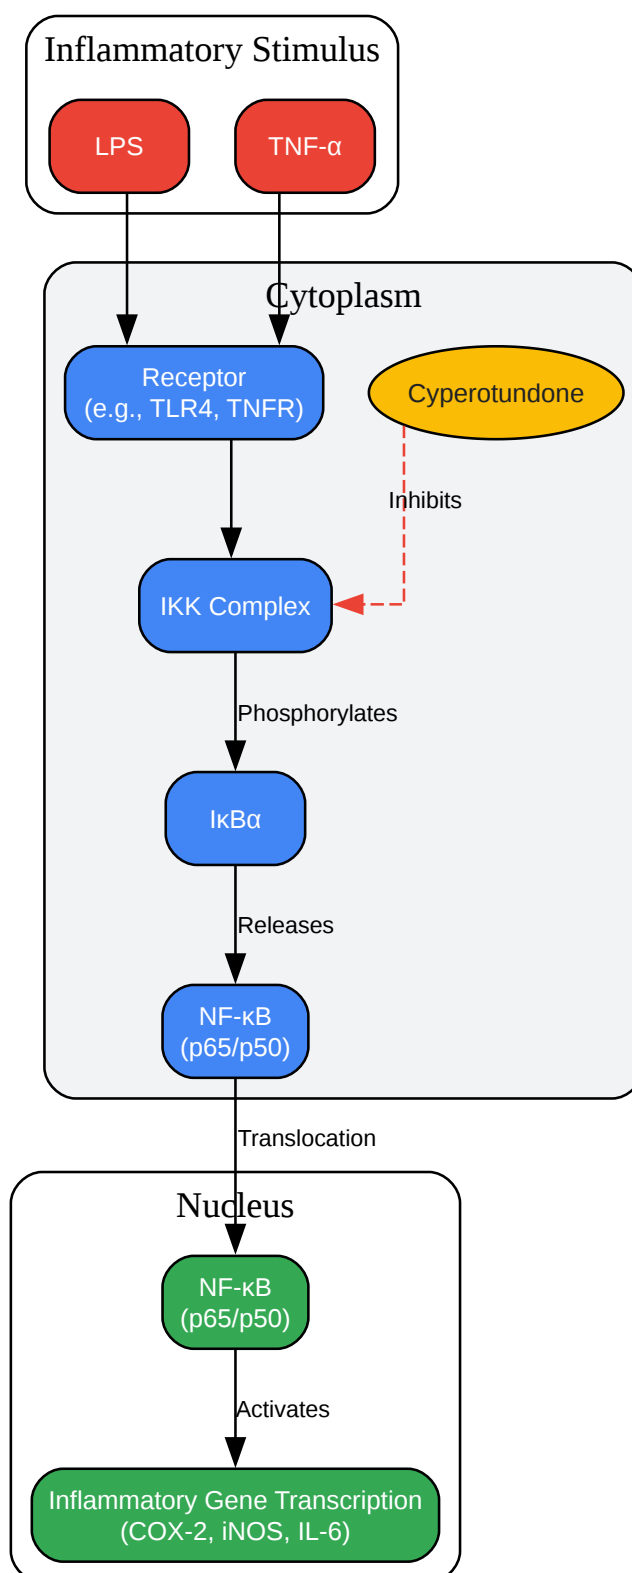 Inflammatory Stimulus
LPS
TNF-α
Cytoplasm
Receptor
(e.g., TLR4, TNFR)
Cyperotundone
Inhibits
IKK Complex
Phosphorylates
IκBα
Releases
NF-κB
(p65/p50)
Translocation
Nucleus
NF-κB
(p65/p50)
Activates
Inflammatory Gene Transcription
(COX-2, iNOS, IL-6)